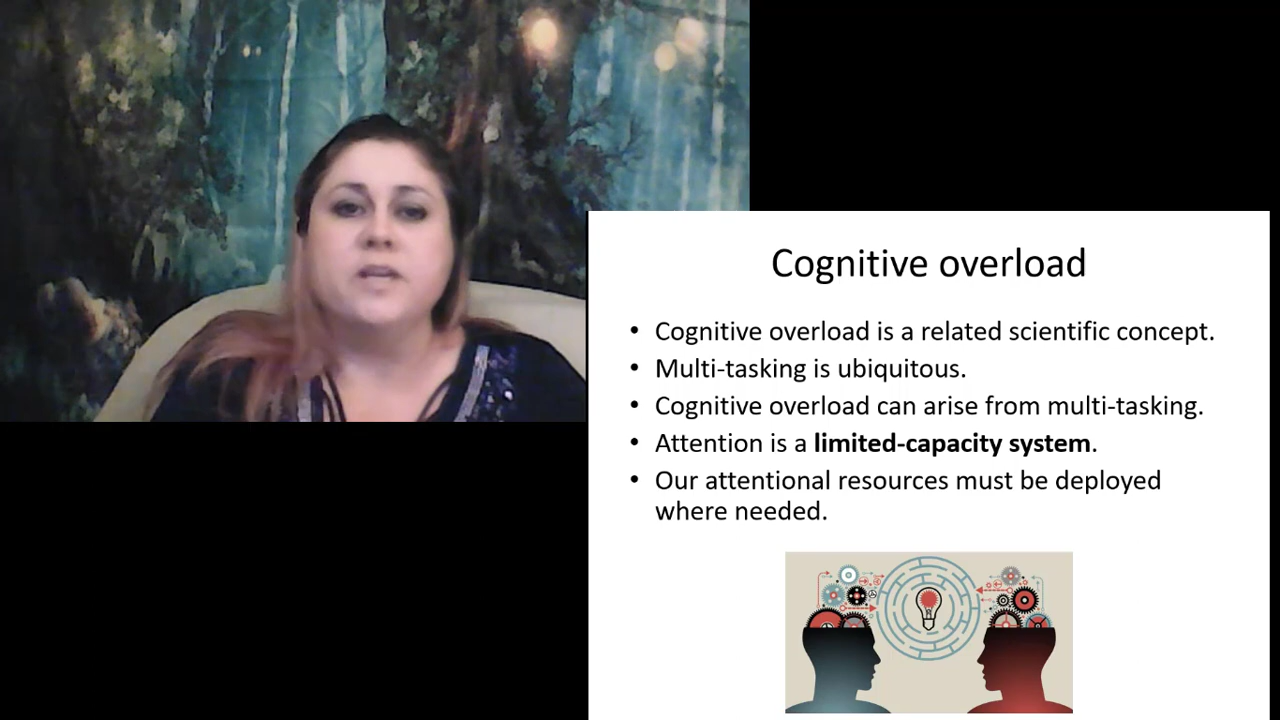 Cognitive overload
• Cognitive overload is a related scientific concept.
• Multi-tasking is ubiquitous.
• Cognitive overload can arise from multi-tasking.
• Attention is a limited-capacity system.
• Our attentional resources must be deployed
where needed.